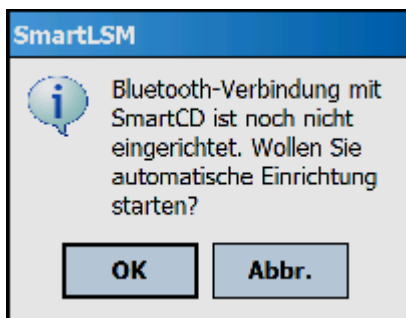 SmartLSM
Bluetooth-Verbindung mit
SmartCD ist noch nicht
eingerichtet. Wollen Sie
automatische Einrichtung
starten?
OK
Abbr.